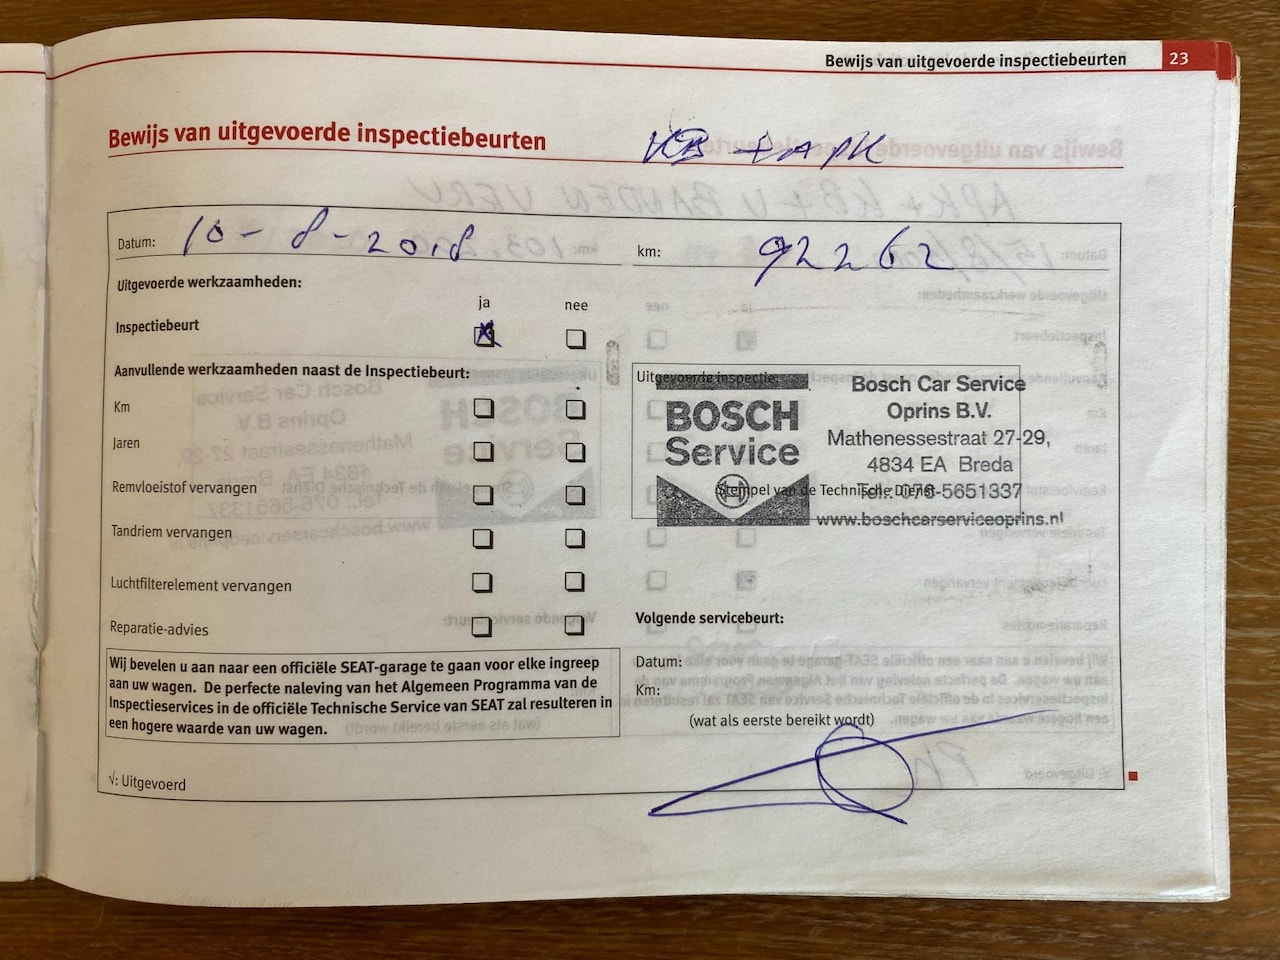 Bewijs van uitgevoerde inspectiebeurten 23
Bewijs van uitgevoerde inspectiebeurten
KB + APK
Datum: 10-8-2018
km: 92262
Uitgevoerde werkzaamheden:
ja nee
Inspectiebeurt
Aanvullende werkzaamheden naast de Inspectiebeurt:
Km
Jaren
Remvloeistof vervangen
Tandriem vervangen
Luchtfilterelement vervangen
Reparatie-advies
Wij bevelen u aan naar een officiële SEAT-garage te gaan voor elke ingreep
aan uw wagen. De perfecte naleving van het Algemeen Programma van de
Inspectieservices in de officiële Technische Service van SEAT zal resulteren in
een hogere waarde van uw wagen.
√: Uitgevoerd
Uitgevoerde inspectie:
BOSCH
Service
Bosch Car Service
Oprins B.V.
Mathenessestraat 27-29,
4834 EA Breda
Tel.: 076-5651337
www.boschcarserviceoprins.nl
Stempel van de Technische Dienst
Volgende servicebeurt:
Datum:
Km:
(wat als eerste bereikt wordt)